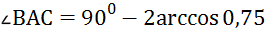 ∠BAC = 90⁰ − 2arccos 0,75